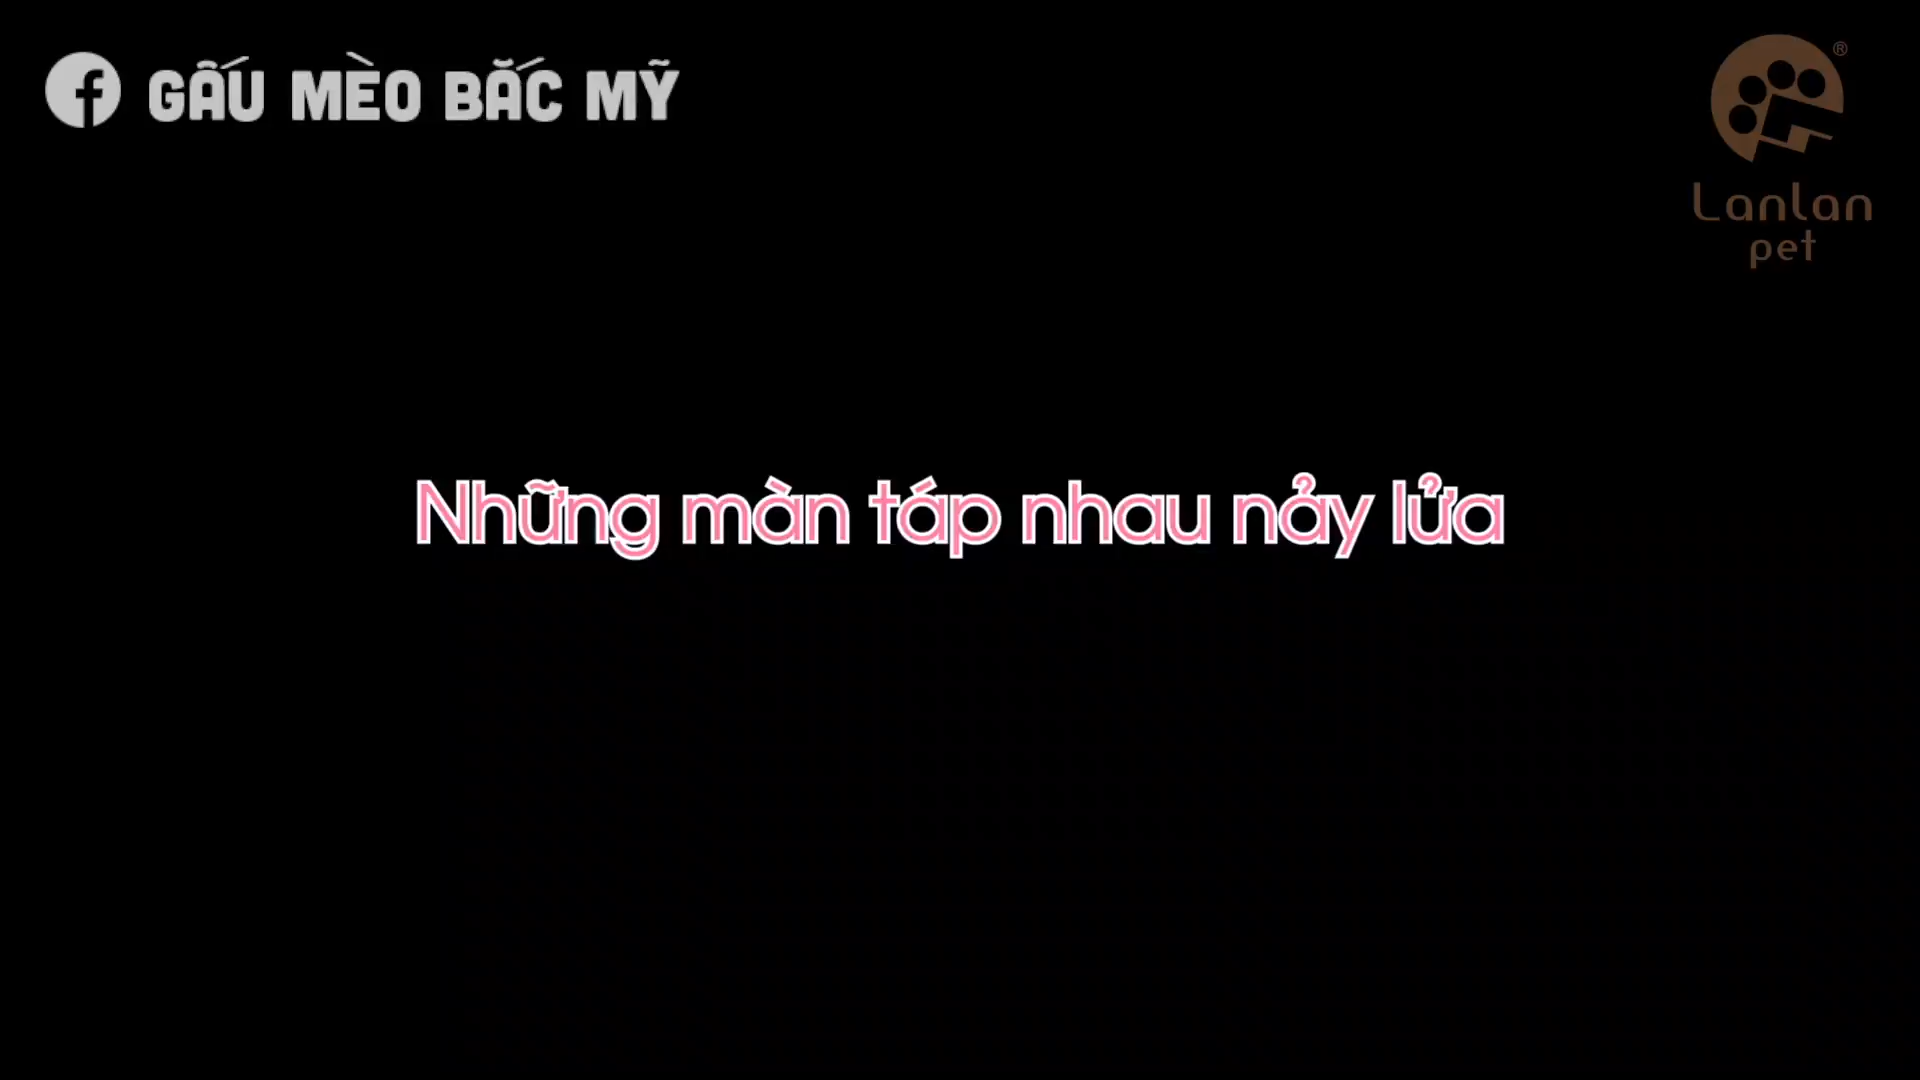 GẤU MÈO BẮC MỸ
®
Lanlan
pet
Những màn táp nhau nảy lửa